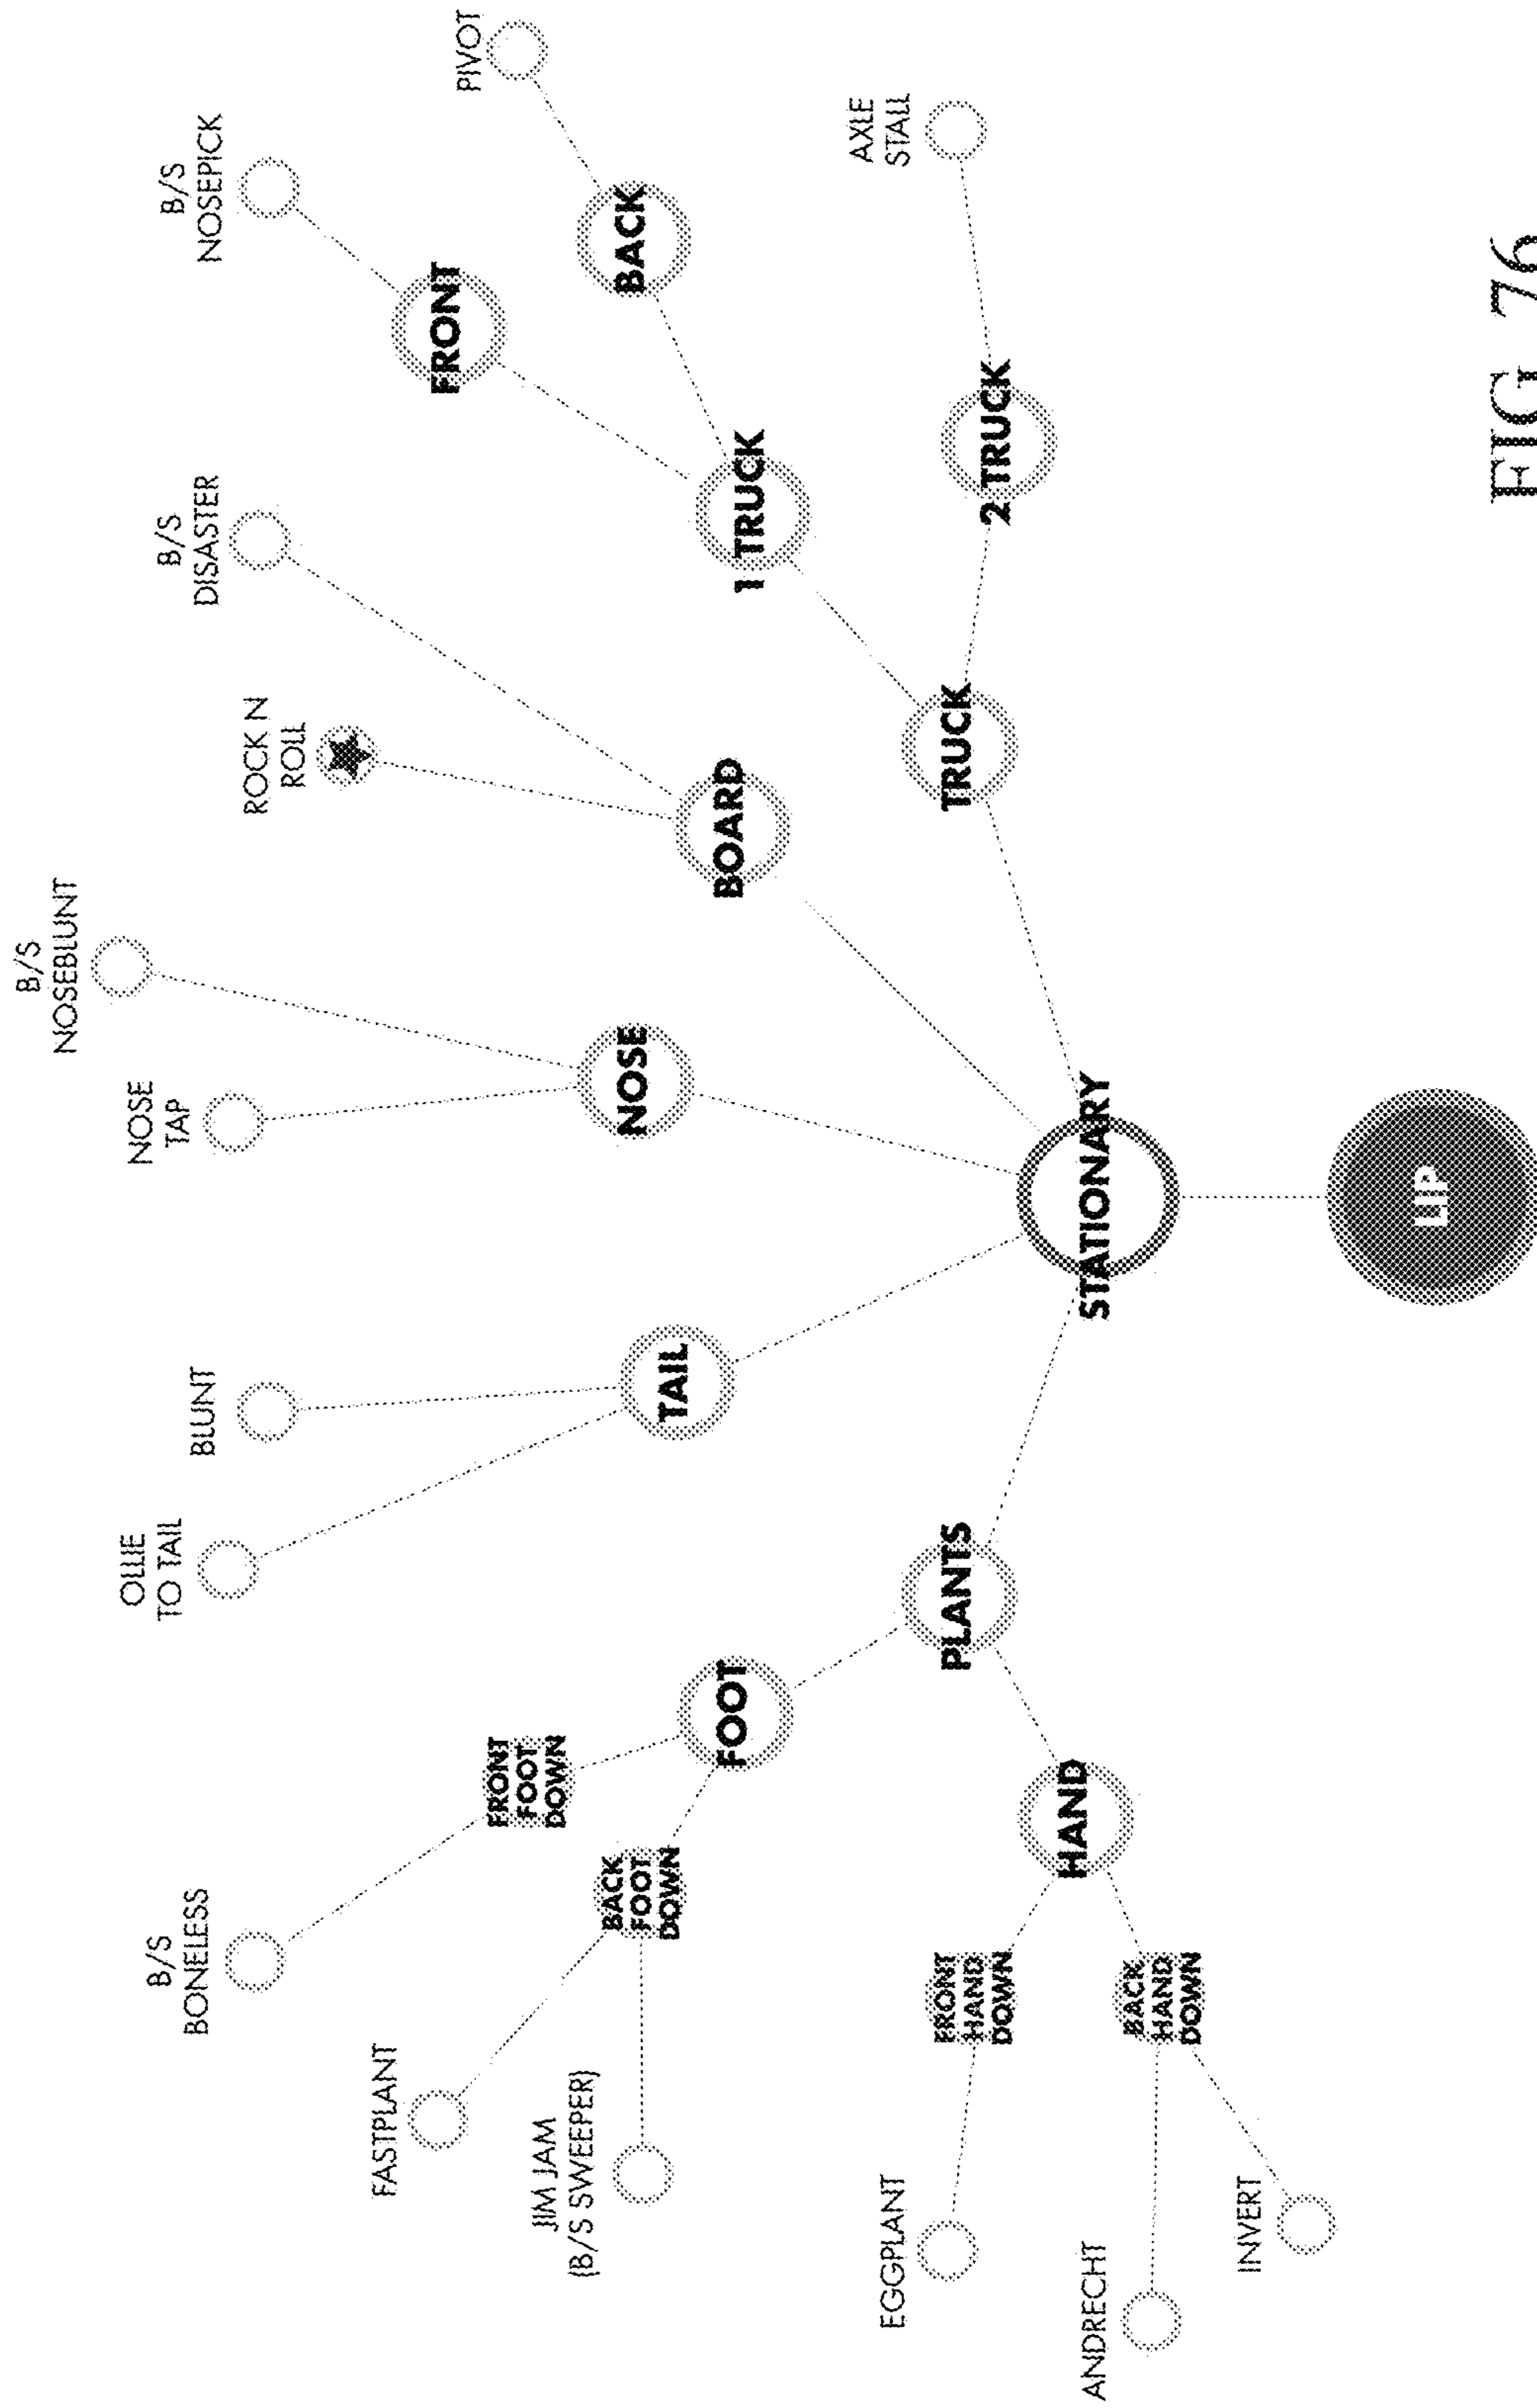 B/S
NOSEBLUNT
NOSE
TAP
B/S
DISASTER
B/S
NOSEPICK
OLLIE
TO TAIL
BLUNT
B/S
BONELESS
ROCK N
ROLL
PIVOT
FASTPLANT
FRONT
FRONT
FOOT
DOWN
JIM JAM
(B/S SWEEPER)
BACK
FOOT
DOWN
TAIL
NOSE
BACK
FOOT
BOARD
1 TRUCK
AXLE
STALL
EGGPLANT
FRONT
HAND
DOWN
PLANTS
TRUCK
2 TRUCK
HAND
STATIONARY
ANDRECHT
BACK
HAND
DOWN
INVERT
LIP
FIG. 76